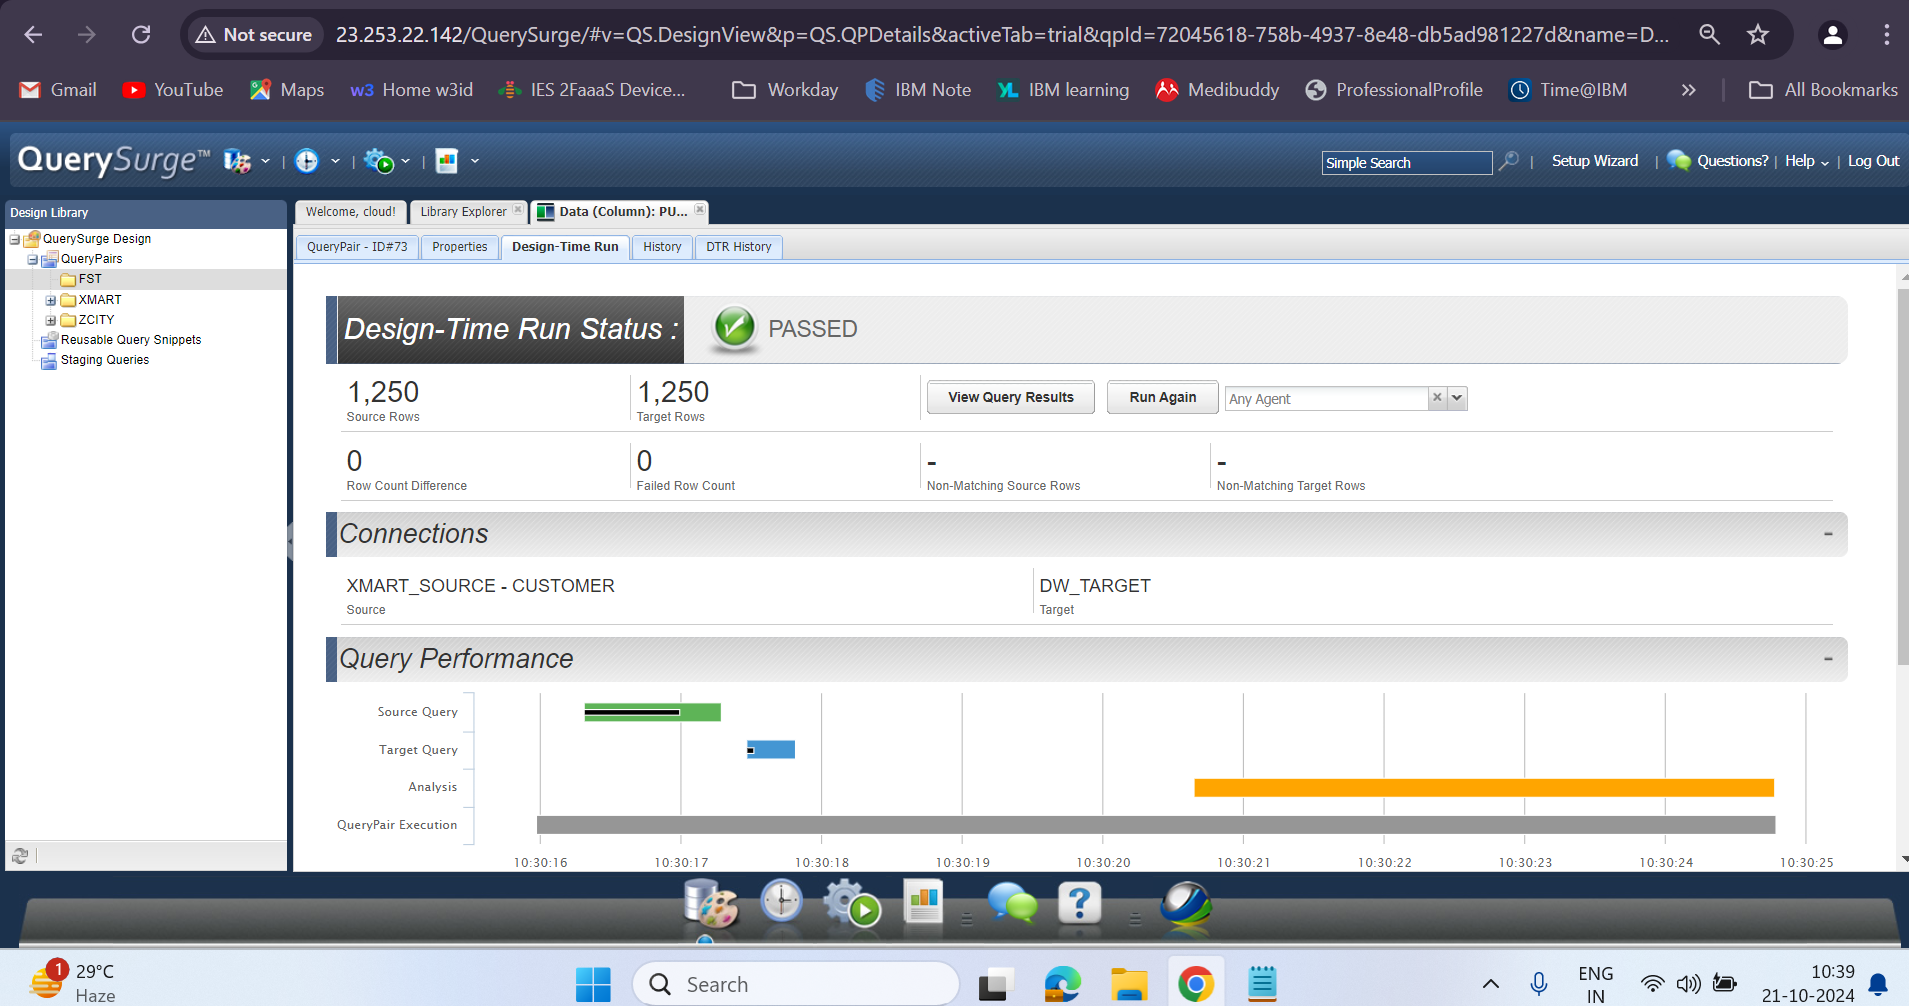 Not secure 23.253.22.142/QuerySurge/#v=QS.DesignView&p=QS.QPDetails&activeTab=trial&qpId=72045618-758b-4937-8e48-db5ad981227d&name=D...
Gmail YouTube Maps w3 Home w3id IES 2FaaaS Device... Workday IBM Note YL IBM learning Medibuddy ProfessionalProfile Time@IBM » All Bookmarks
QuerySurge™ Simple Search Setup Wizard | Questions? | Help | Log Out
Design Library
QuerySurge Design
QueryPairs
FST
XMART
ZCITY
Reusable Query Snippets
Staging Queries
Welcome, cloud! Library Explorer Data (Column): PU...
QueryPair - ID#73 Properties Design-Time Run History DTR History
Design-Time Run Status : PASSED
1,250 1,250
Source Rows Target Rows
View Query Results Run Again Any Agent
0 0 - -
Row Count Difference Failed Row Count Non-Matching Source Rows Non-Matching Target Rows
Connections -
XMART_SOURCE - CUSTOMER DW_TARGET
Source Target
Query Performance -
Source Query
Target Query
Analysis
QueryPair Execution
10:30:16 10:30:17 10:30:18 10:30:19 10:30:20 10:30:21 10:30:22 10:30:23 10:30:24 10:30:25
1 29°C
Haze
Search
ENG
IN
10:39
21-10-2024